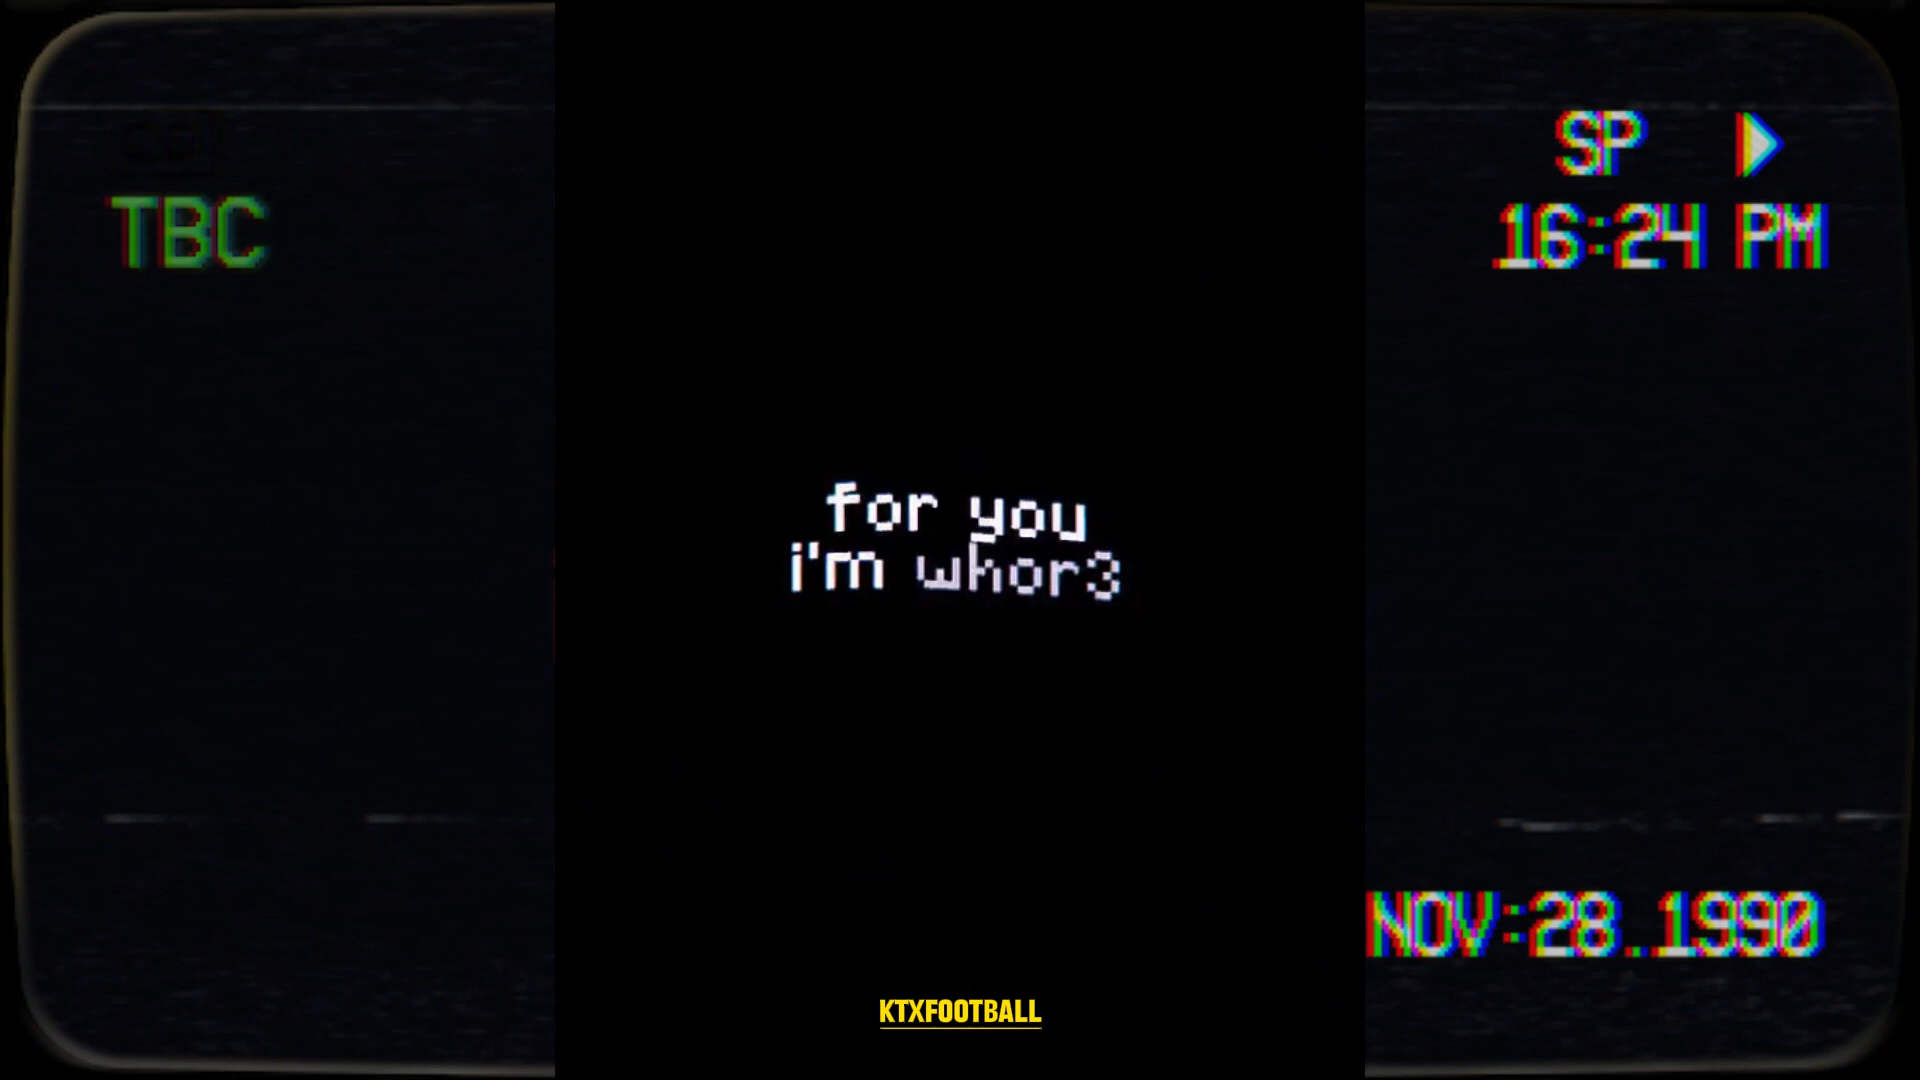 TBC
SP
16:24 PM
for you
i'm whor3
NOV:28.1990
KTXFOOTBALL